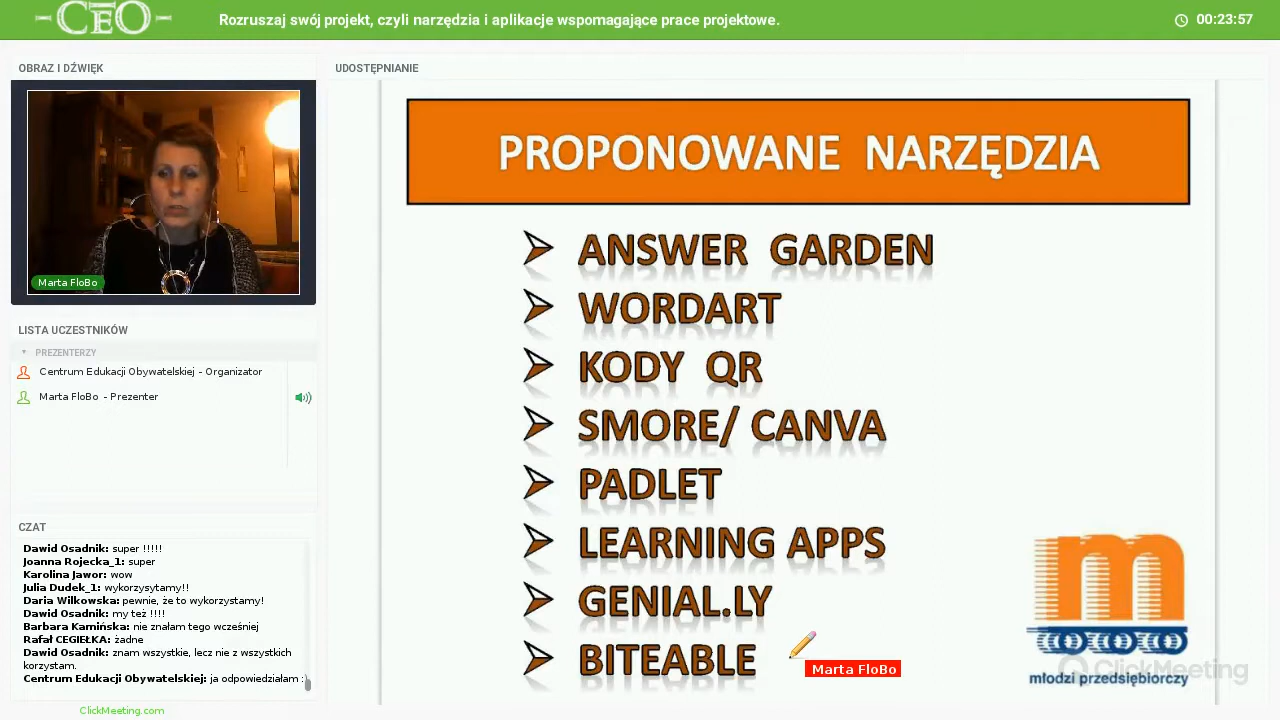 CEO
Rozruszaj swój projekt, czyli narzędzia i aplikacje wspomagające prace projektowe.
00:23:57
OBRAZ I DŹWIĘK
Marta FloBo
LISTA UCZESTNIKÓW
PREZENTERZY
Centrum Edukacji Obywatelskiej - Organizator
Marta FloBo - Prezenter
CZAT
Dawid Osadnik: super !!!!!
Joanna Rojecka_1: super
Karolina Jawor: wow
Julia Dudek_1: wykorzysytamy!!
Daria Wilkowska: pewnie, że to wykorzystamy!
Dawid Osadnik: my też !!!!
Barbara Kamińska: nie znałam tego wcześniej
Rafał CEGIEŁKA: żadne
Dawid Osadnik: znam wszystkie, lecz nie z wszystkich
korzystam.
Centrum Edukacji Obywatelskiej: ja odpowiedziałam :)
ClickMeeting.com
UDOSTĘPNIANIE
PROPONOWANE NARZĘDZIA
ANSWER GARDEN
WORDART
KODY QR
SMORE/ CANVA
PADLET
LEARNING APPS
GENIAL.LY
BITEABLE
Marta FloBo
m
młodzi przedsiębiorczy
ClickMeeting